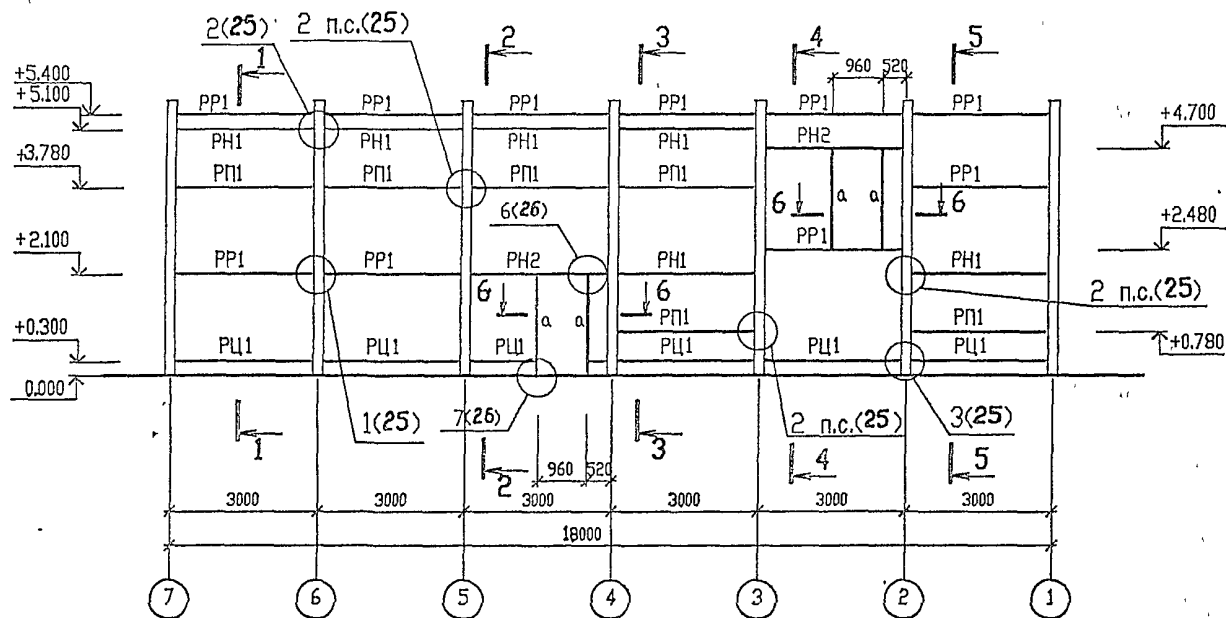 2(25) 2 п.с.(25)
1 2 3 4 5
960 520
+5.400
+5.100
+3.780
+2.100
+0.300
0.000
РР1 РР1 РР1 РР1 РР1 РР1
РН1 РН1 РН1 РН1 РН2
+4.700
РП1 РП1 РП1 РП1 РР1
6 а а 6
6(26)
+2.480
РР1
РР1 РР1 РН2 РН1 РН1
6 6
2 п.с.(25)
а а
РП1 РП1
+0.780
РЦ1 РЦ1 РЦ1 РЦ1 РЦ1 РЦ1
1(25) 7(26) 2 п.с.(25) 3(25)
1 2 3 4 5
960 520
3000 3000 3000 3000 3000 3000
18000
7 6 5 4 3 2 1